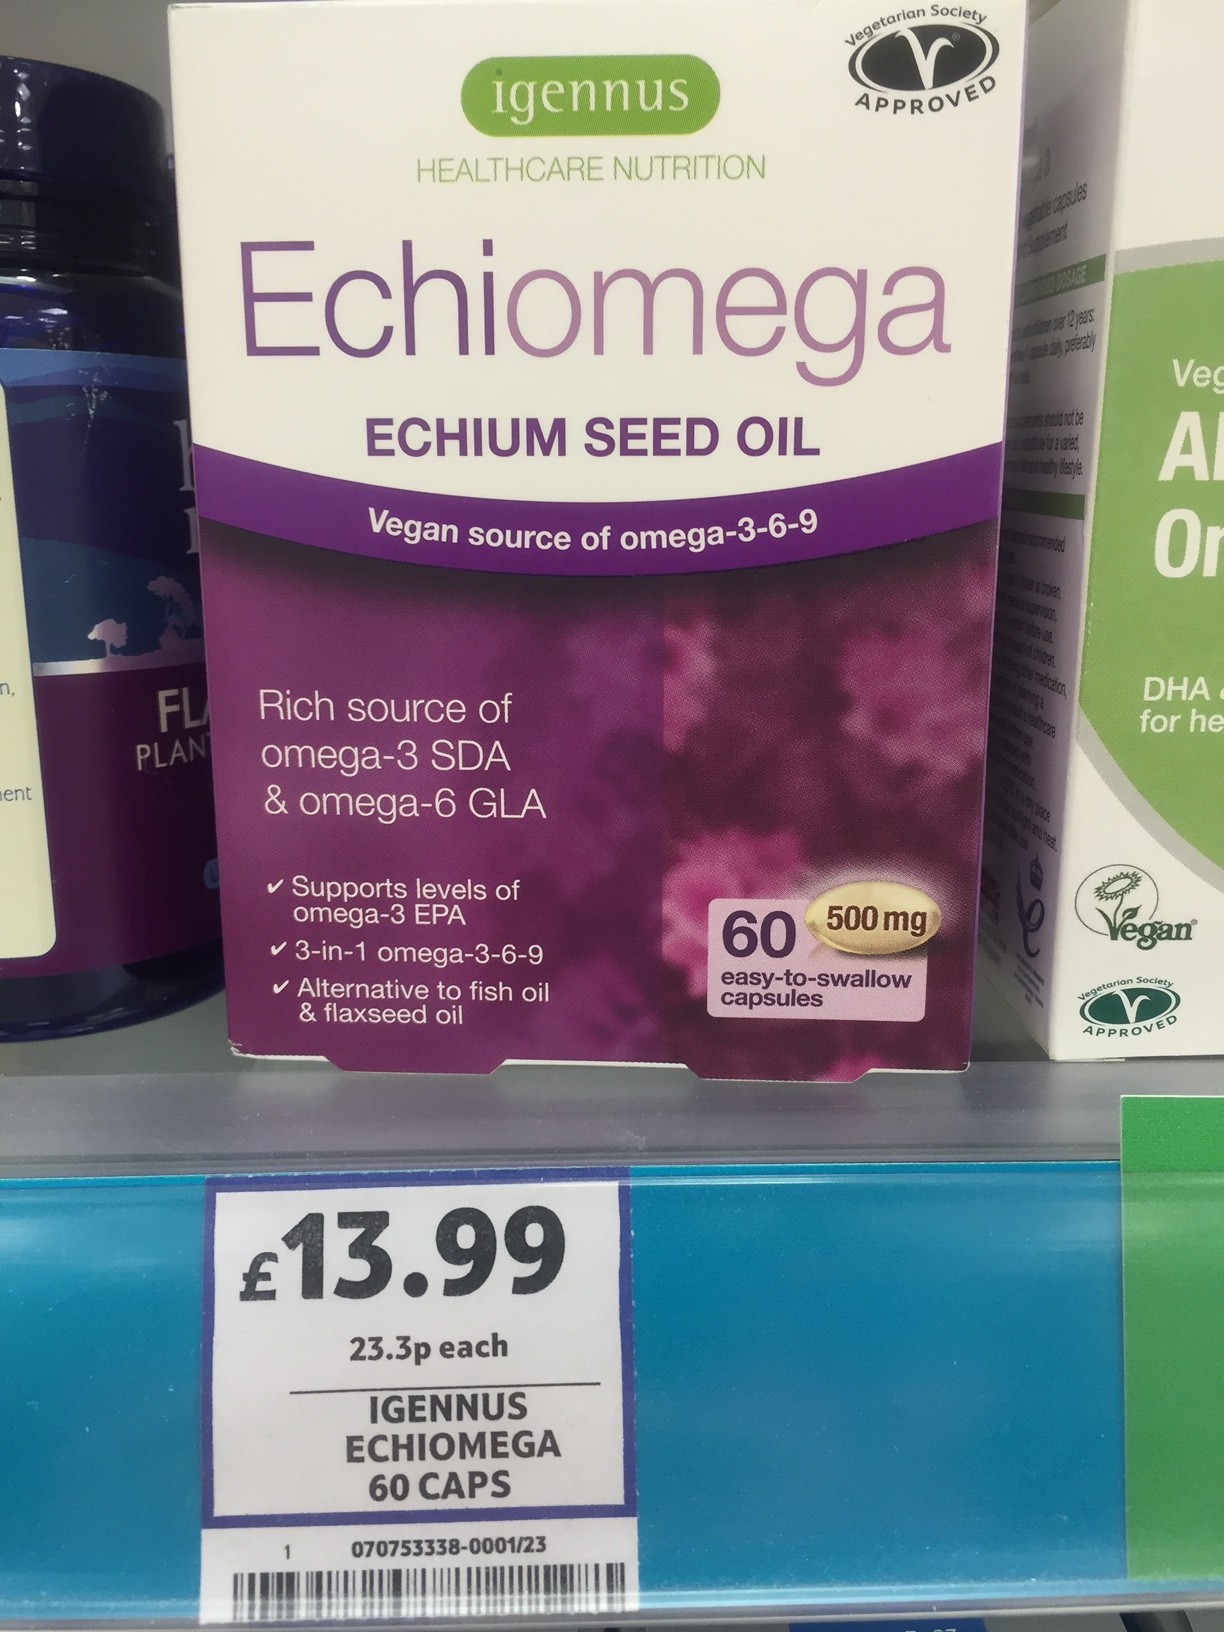 Vegetarian Society
APPROVED
igennus
HEALTHCARE NUTRITION
Echiomega
ECHIUM SEED OIL
Vegan source of omega-3-6-9
Rich source of
omega-3 SDA
& omega-6 GLA
✔ Supports levels of
omega-3 EPA
✔ 3-in-1 omega-3-6-9
✔ Alternative to fish oil
& flaxseed oil
60
500 mg
easy-to-swallow
capsules
PLANT
DHA
for he
Vegan
Vegetarian Society
APPROVED
£13.99
23.3p each
IGENNUS
ECHIOMEGA
60 CAPS
1 070753338-0001/23